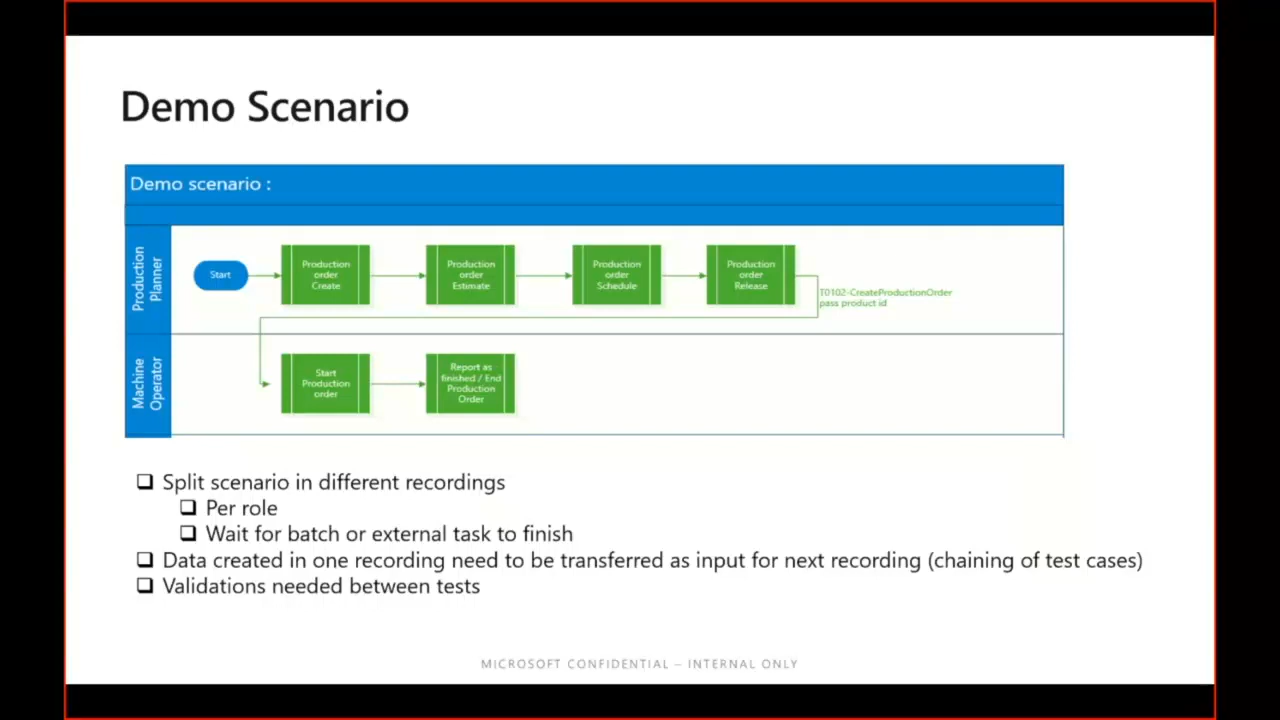 Demo Scenario
Demo scenario :
Production
Planner
Start
Production
order
Create
Production
order
Estimate
Production
order
Schedule
Production
order
Release
T0102-CreateProductionOrder
pass product id
Machine
Operator
Start
Production
order
Report as
finished / End
Production
Order
Split scenario in different recordings
Per role
Wait for batch or external task to finish
Data created in one recording need to be transferred as input for next recording (chaining of test cases)
Validations needed between tests
MICROSOFT CONFIDENTIAL – INTERNAL ONLY